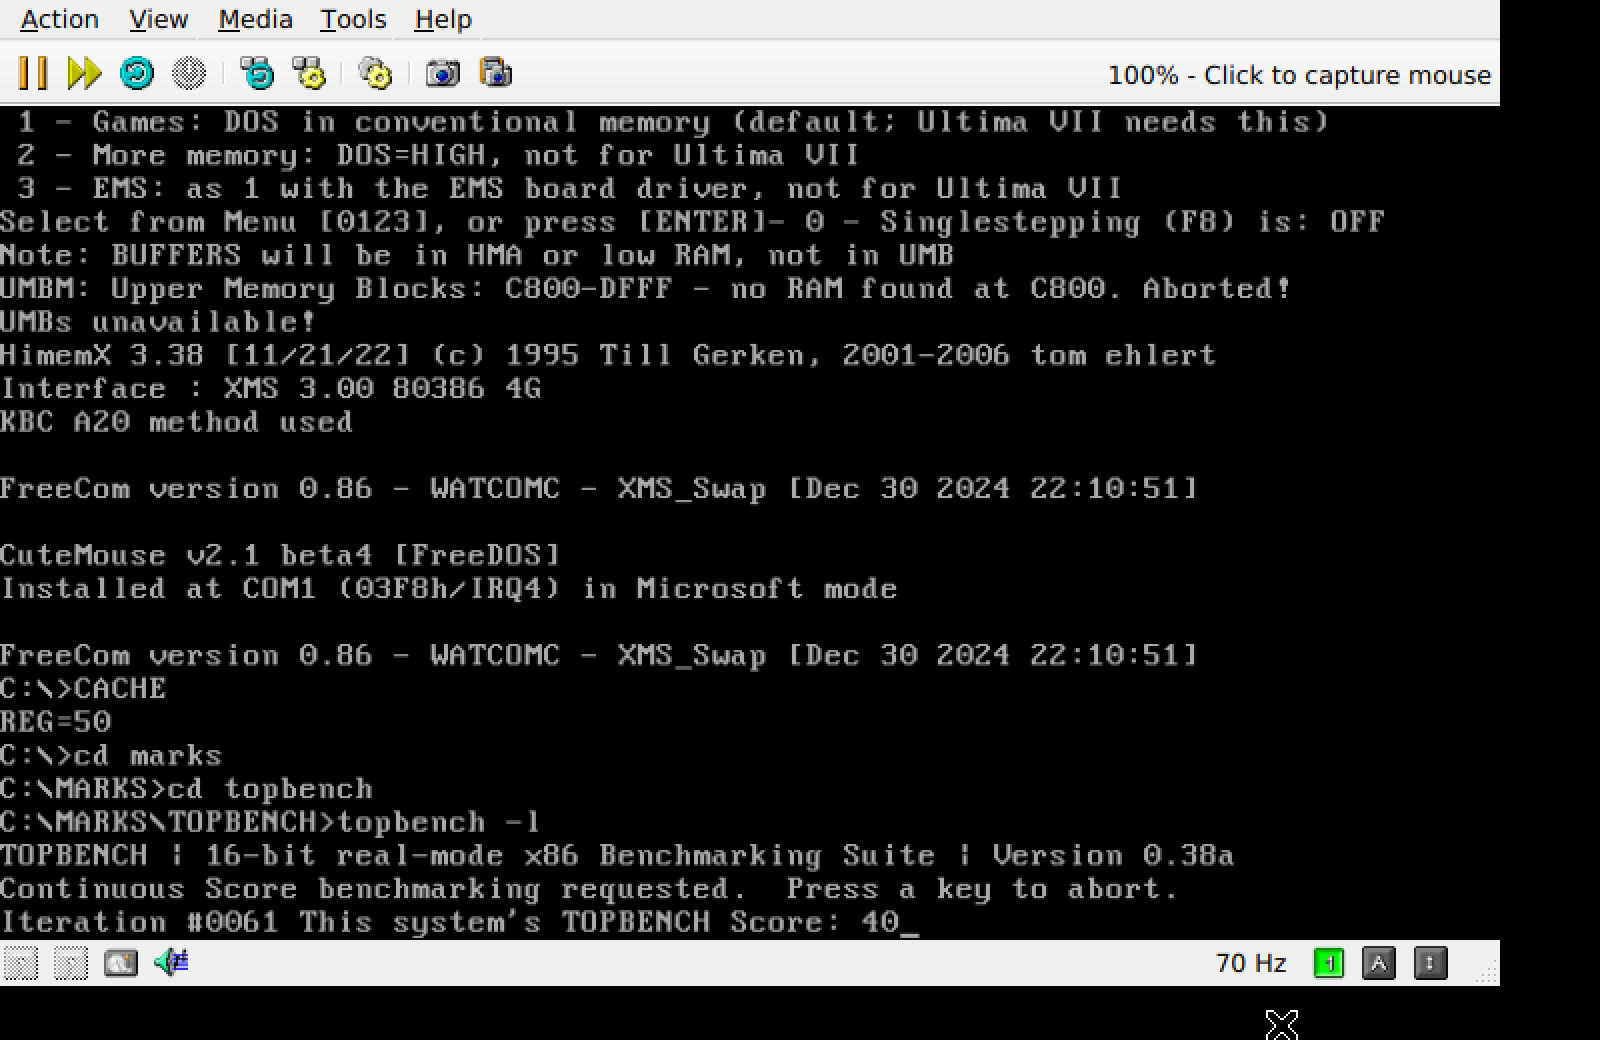 Action View Media Tools Help
100% - Click to capture mouse
1 - Games: DOS in conventional memory (default; Ultima VII needs this)
2 - More memory: DOS=HIGH, not for Ultima VII
3 - EMS: as 1 with the EMS board driver, not for Ultima VII
Select from Menu [0123], or press [ENTER]- 0 - Singlestepping (F8) is: OFF
Note: BUFFERS will be in HMA or low RAM, not in UMB
UMBM: Upper Memory Blocks: C800-DFFF - no RAM found at C800. Aborted!
UMBs unavailable!
HimemX 3.38 [11/21/22] (c) 1995 Till Gerken, 2001-2006 tom ehlert
Interface : XMS 3.00 80386 4G
KBC A20 method used
FreeCom version 0.86 - WATCOMC - XMS_Swap [Dec 30 2024 22:10:51]
CuteMouse v2.1 beta4 [FreeDOS]
Installed at COM1 (03F8h/IRQ4) in Microsoft mode
FreeCom version 0.86 - WATCOMC - XMS_Swap [Dec 30 2024 22:10:51]
C:\>CACHE
REG=50
C:\>cd marks
C:\MARKS>cd topbench
C:\MARKS\TOPBENCH>topbench -l
TOPBENCH | 16-bit real-mode x86 Benchmarking Suite | Version 0.38a
Continuous Score benchmarking requested.  Press a key to abort.
Iteration #0061 This system's TOPBENCH Score: 40_
70 Hz 1 A ↕